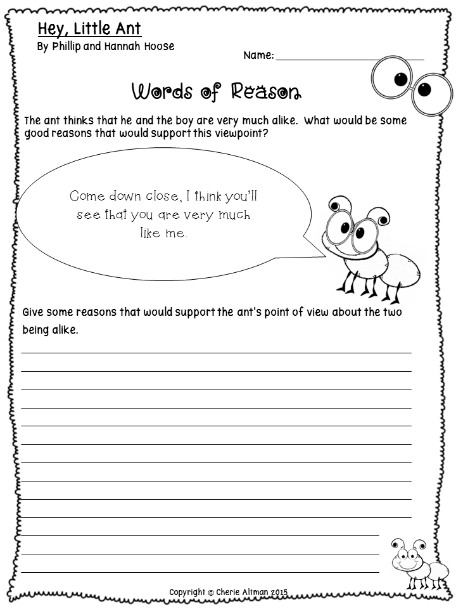 Hey, Little Ant
By Phillip and Hannah Hoose
Name:
Words of Reason
The ant thinks that he and the boy are very much alike. What would be some
good reasons that would support this viewpoint?
Come down close, I think you'll
see that you are very much
like me.
Give some reasons that would support the ant's point of view about the two
being alike.
Copyright © Cherie Altman 2015